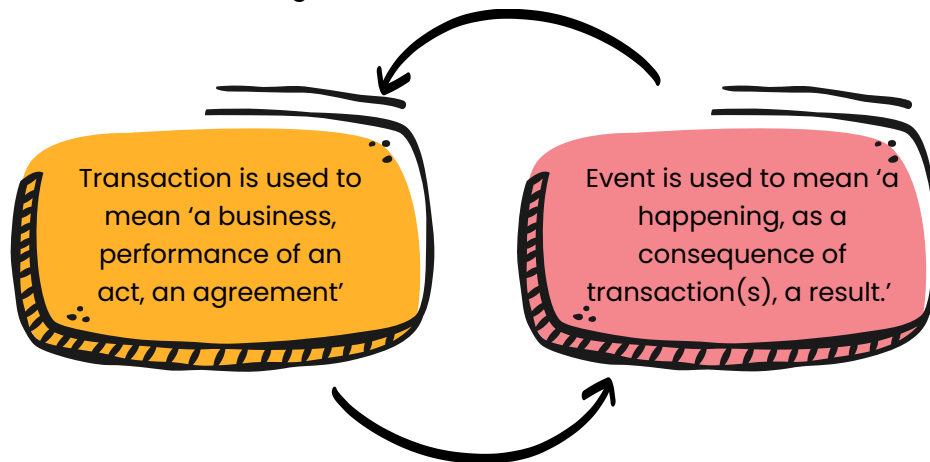 Transaction is used to
mean ‘a business,
performance of an
act, an agreement’
Event is used to mean ‘a
happening, as a
consequence of
transaction(s), a result.’